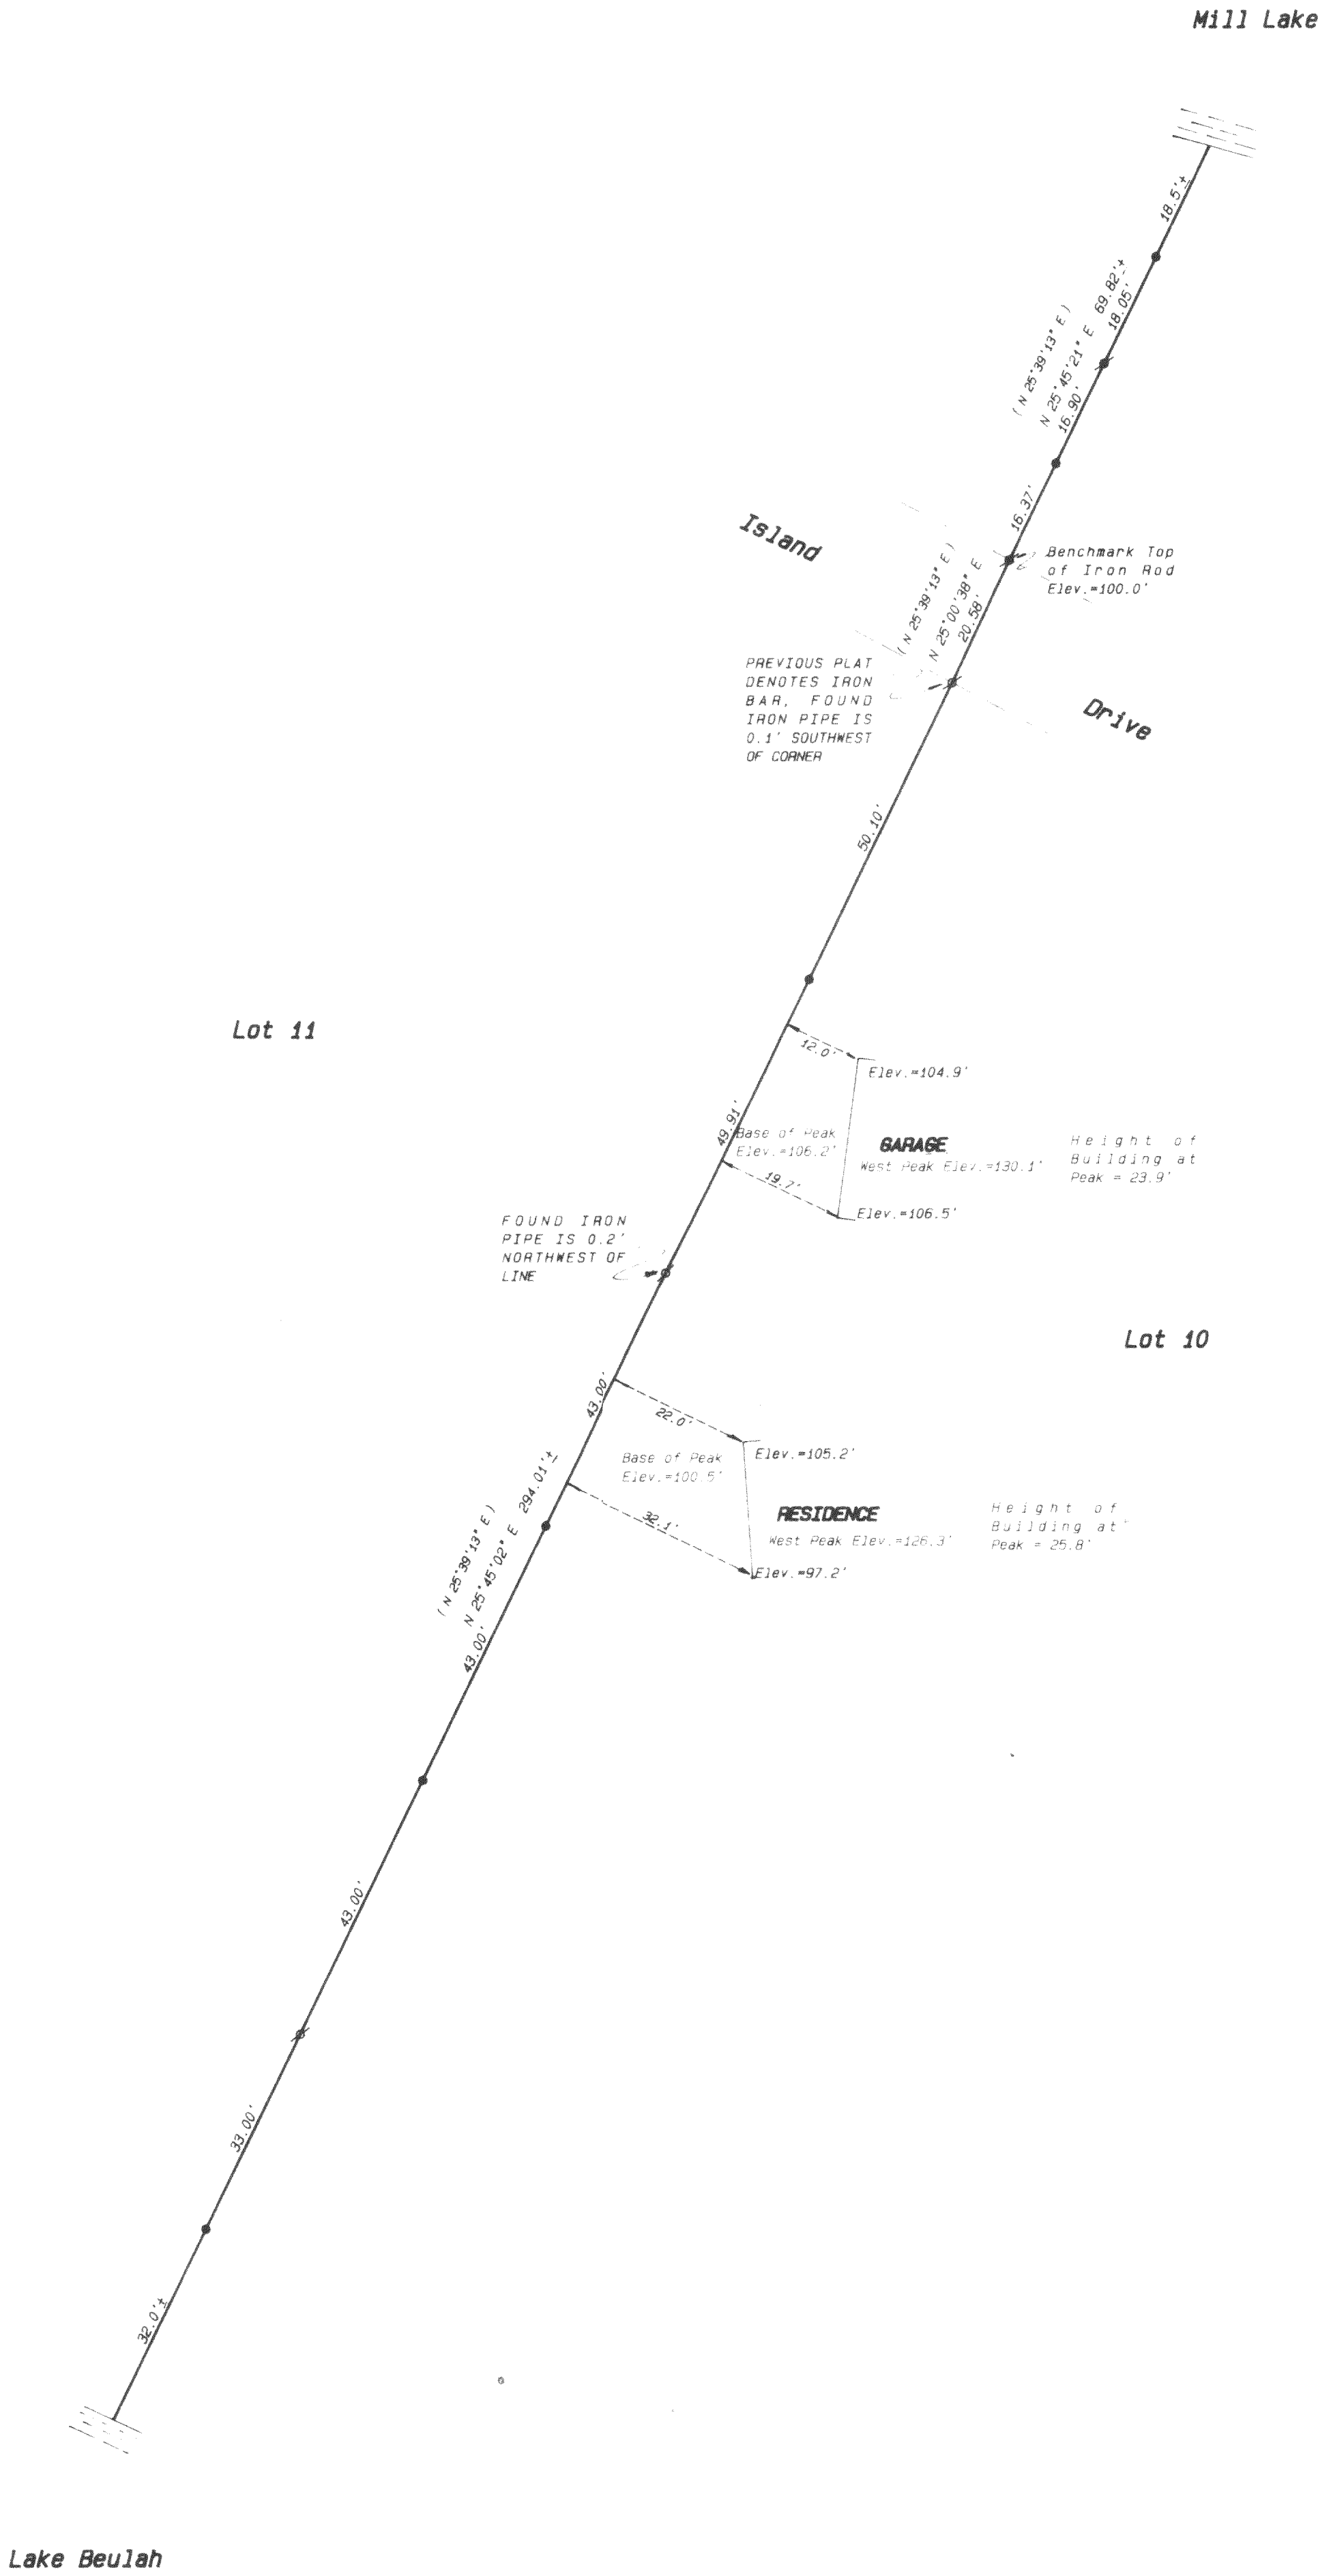 Mill Lake
18.5'±
(N 25°39'13" E)
N 25°45'21" E 69.82'±
18.05'
16.90'
16.37'
Island
Benchmark Top
of Iron Rod
Elev.=100.0'
(N 25°39'13" E)
N 25°00'38" E
20.58'
PREVIOUS PLAT
DENOTES IRON
BAR, FOUND
IRON PIPE IS
0.1' SOUTHWEST
OF CORNER
Drive
50.10'
Lot 11
12.0'
Elev.=104.9'
49.91'
Base of Peak
Elev.=106.2'
GARAGE
West Peak Elev.=130.1'
Height of
Building at
Peak = 23.9'
19.7'
Elev.=106.5'
FOUND IRON
PIPE IS 0.2'
NORTHWEST OF
LINE
Lot 10
43.00'
22.0'
Elev.=105.2'
Base of Peak
Elev.=100.5'
RESIDENCE
West Peak Elev.=126.3'
Height of
Building at
Peak = 25.8'
32.1'
Elev.=97.2'
(N 25°39'13" E)
N 25°45'02" E 294.01'±
43.00'
43.00'
33.00'
32.0'±
Lake Beulah